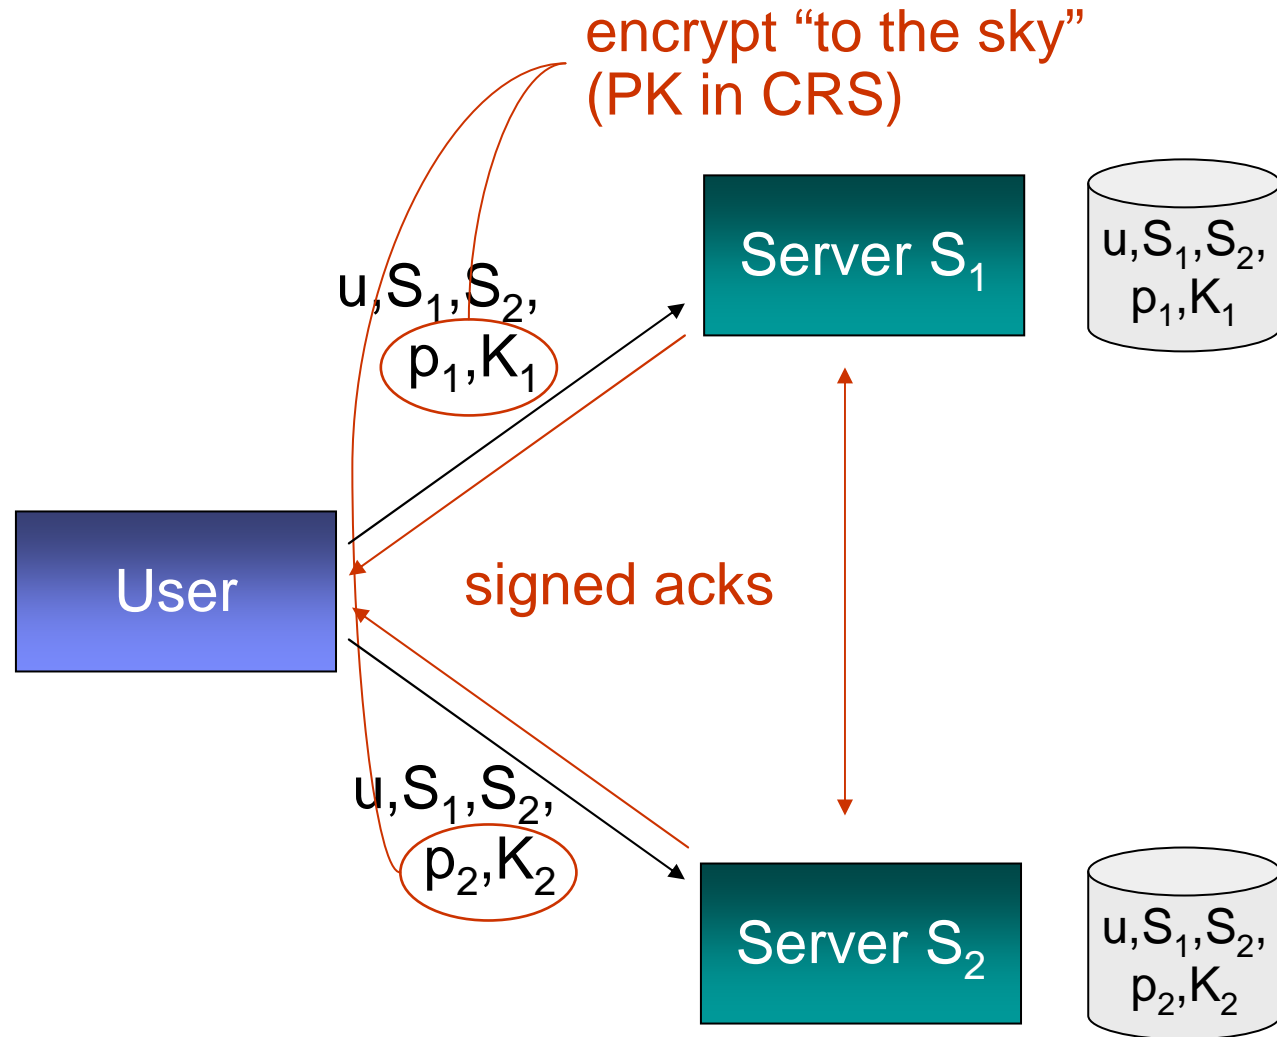 encrypt “to the sky”
(PK in CRS)
Server S₁
u,S₁,S₂,
p₁,K₁
u,S₁,S₂,
p₁,K₁
User
signed acks
u,S₁,S₂,
p₂,K₂
Server S₂
u,S₁,S₂,
p₂,K₂